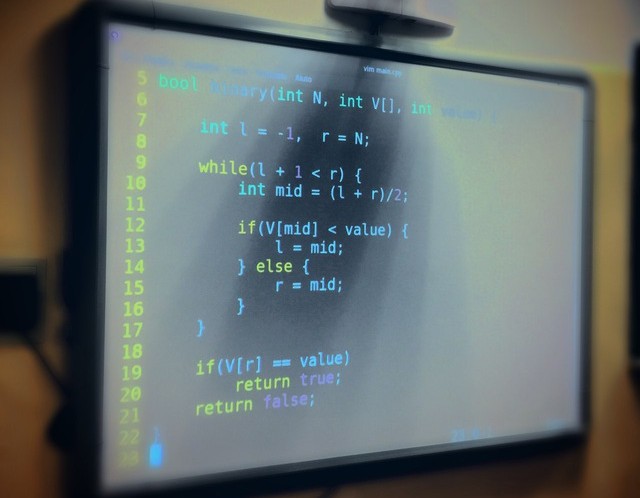 vim main.cpp
5 bool binary(int N, int V[], int value) {
6
7 int l = -1, r = N;
8
9 while(l + 1 < r) {
10 int mid = (l + r)/2;
11
12 if(V[mid] < value) {
13 l = mid;
14 } else {
15 r = mid;
16 }
17 }
18
19 if(V[r] == value)
20 return true;
21 return false;
22 }
23